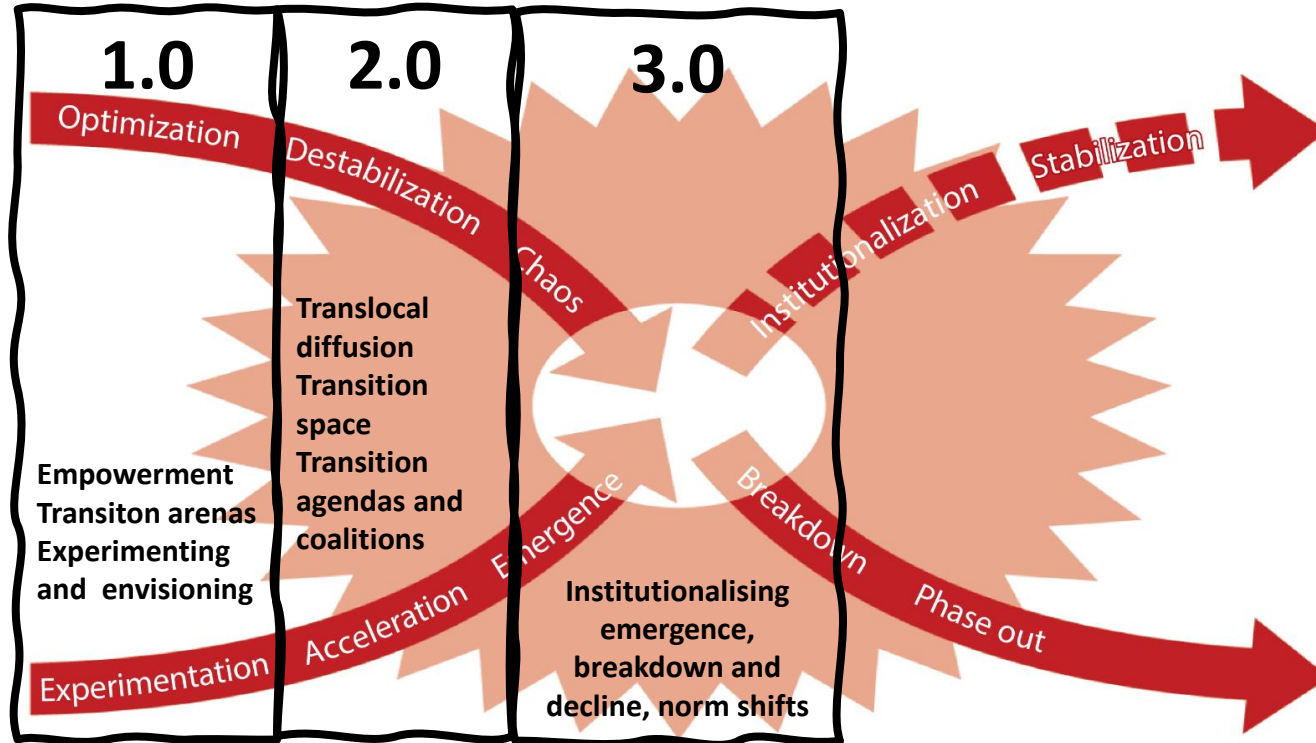 1.0
2.0
3.0
Optimization
Destabilization
Chaos
Institutionalization
Stabilization
Translocal
diffusion
Transition
space
Transition
agendas and
coalitions
Empowerment
Transiton arenas
Experimenting
and envisioning
Experimentation
Acceleration
Emergence
Breakdown
Phase out
Institutionalising
emergence,
breakdown and
decline, norm shifts